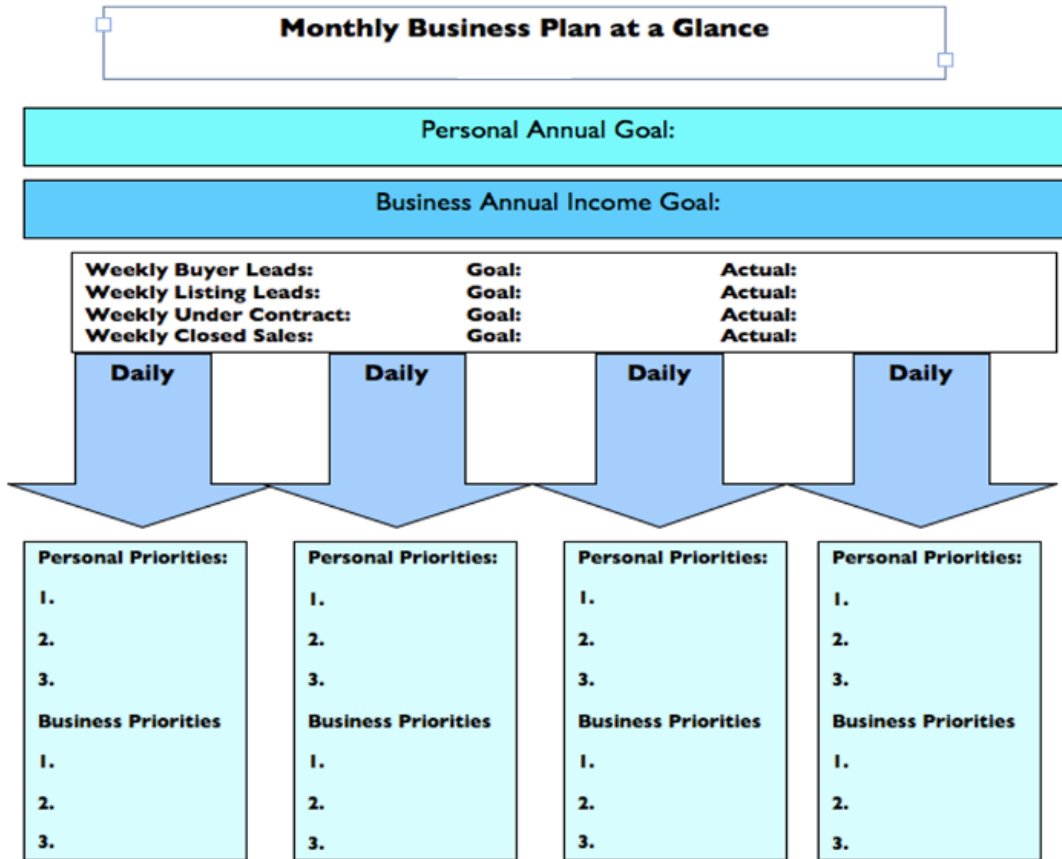 Monthly Business Plan at a Glance
Personal Annual Goal:
Business Annual Income Goal:
Weekly Buyer Leads: Goal: Actual:
Weekly Listing Leads: Goal: Actual:
Weekly Under Contract: Goal: Actual:
Weekly Closed Sales: Goal: Actual:
Daily Daily Daily Daily
Personal Priorities:
1.
2.
3.
Business Priorities
1.
2.
3.
Personal Priorities:
1.
2.
3.
Business Priorities
1.
2.
3.
Personal Priorities:
1.
2.
3.
Business Priorities
1.
2.
3.
Personal Priorities:
1.
2.
3.
Business Priorities
1.
2.
3.